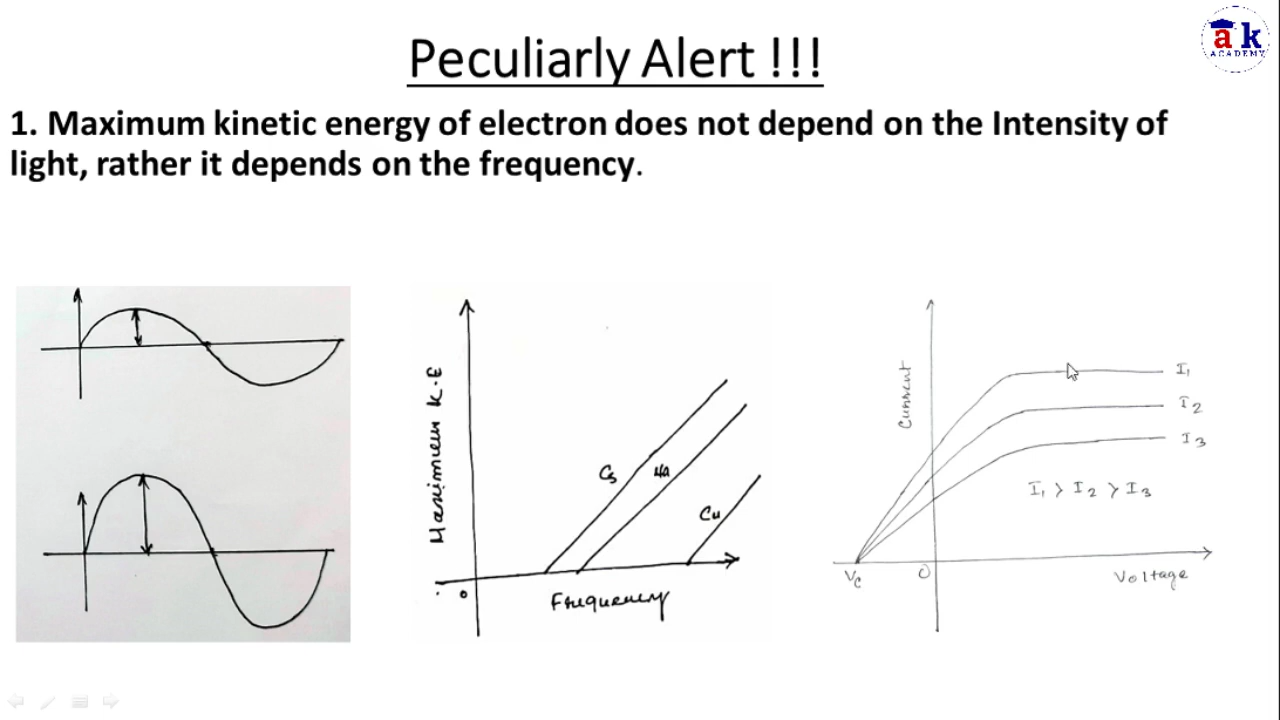 a k
ACADEMY
Peculiarly Alert !!!
1. Maximum kinetic energy of electron does not depend on the Intensity of
light, rather it depends on the frequency.
Maximum K.E
Cs
Na
Cu
0
Frequency
Current
I1
I2
I3
I1 > I2 > I3
Vc
O
Voltage